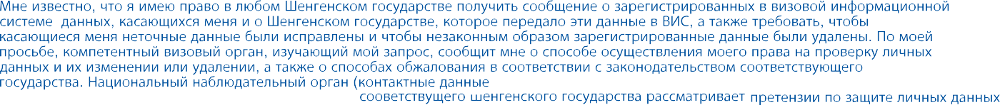 Мне известно, что я имею право в любом Шенгенском государстве получить сообщение о зарегистрированных в визовой информационной
системе данных, касающихся меня и о Шенгенском государстве, которое передало эти данные в ВИС, а также требовать, чтобы
касающиеся меня неточные данные были исправлены и чтобы незаконным образом зарегистрированные данные были удалены. По моей
просьбе, компетентный визовый орган, изучающий мой запрос, сообщит мне о способе осуществления моего права на проверку личных
данных и их изменении или удалении, а также о способах обжалования в соответствии с законодательством соответствующего
государства. Национальный наблюдательный орган (контактные данные
сооветствущего шенгенского государства рассматривает претензии по защите личных данных